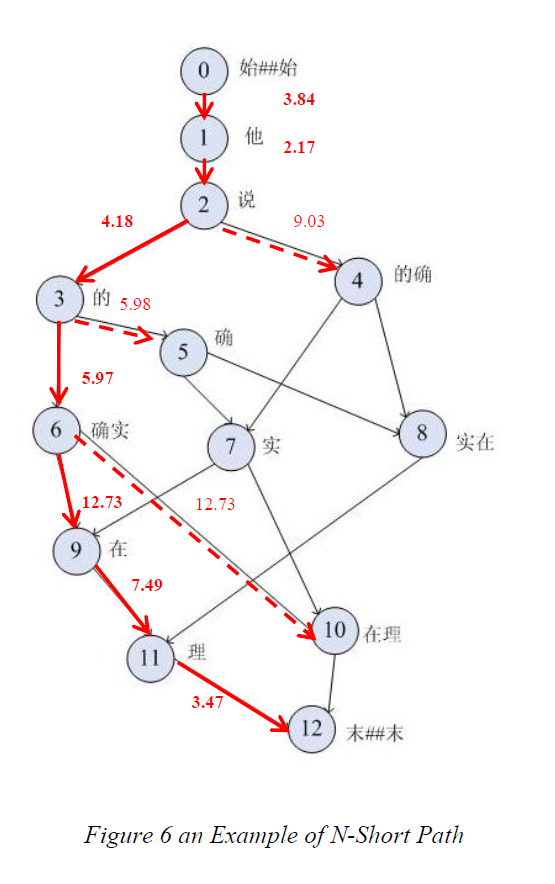 0 始##始
3.84
1 他
2.17
2 说
4.18
9.03
4 的确
3 的 5.98
5 确
5.97
6 确实
7 实
8 实在
12.73
12.73
9 在
7.49
10 在理
11 理
3.47
12 末##末
Figure 6 an Example of N-Short Path